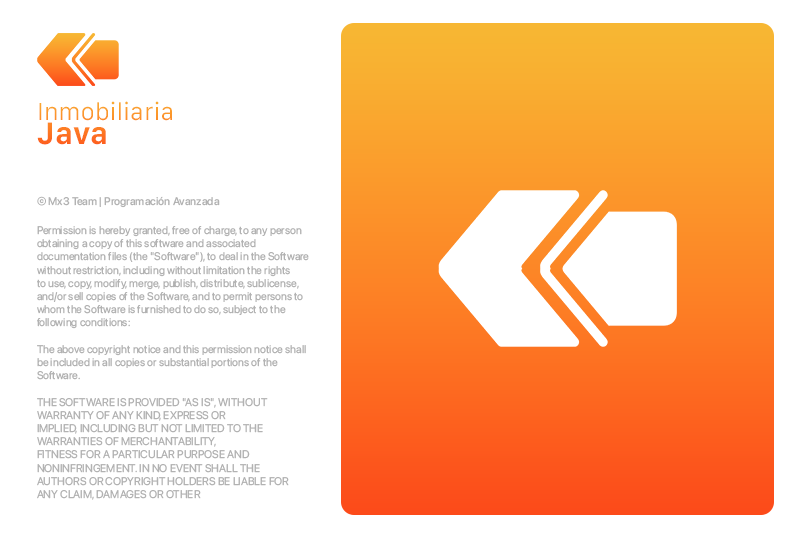 Inmobiliaria
Java
© Mx3 Team | Programación Avanzada
Permission is hereby granted, free of charge, to any person
obtaining a copy of this software and associated
documentation files (the "Software"), to deal in the Software
without restriction, including without limitation the rights
to use, copy, modify, merge, publish, distribute, sublicense,
and/or sell copies of the Software, and to permit persons to
whom the Software is furnished to do so, subject to the
following conditions:
The above copyright notice and this permission notice shall
be included in all copies or substantial portions of the
Software.
THE SOFTWARE IS PROVIDED "AS IS", WITHOUT
WARRANTY OF ANY KIND, EXPRESS OR
IMPLIED, INCLUDING BUT NOT LIMITED TO THE
WARRANTIES OF MERCHANTABILITY,
FITNESS FOR A PARTICULAR PURPOSE AND
NONINFRINGEMENT. IN NO EVENT SHALL THE
AUTHORS OR COPYRIGHT HOLDERS BE LIABLE FOR
ANY CLAIM, DAMAGES OR OTHER